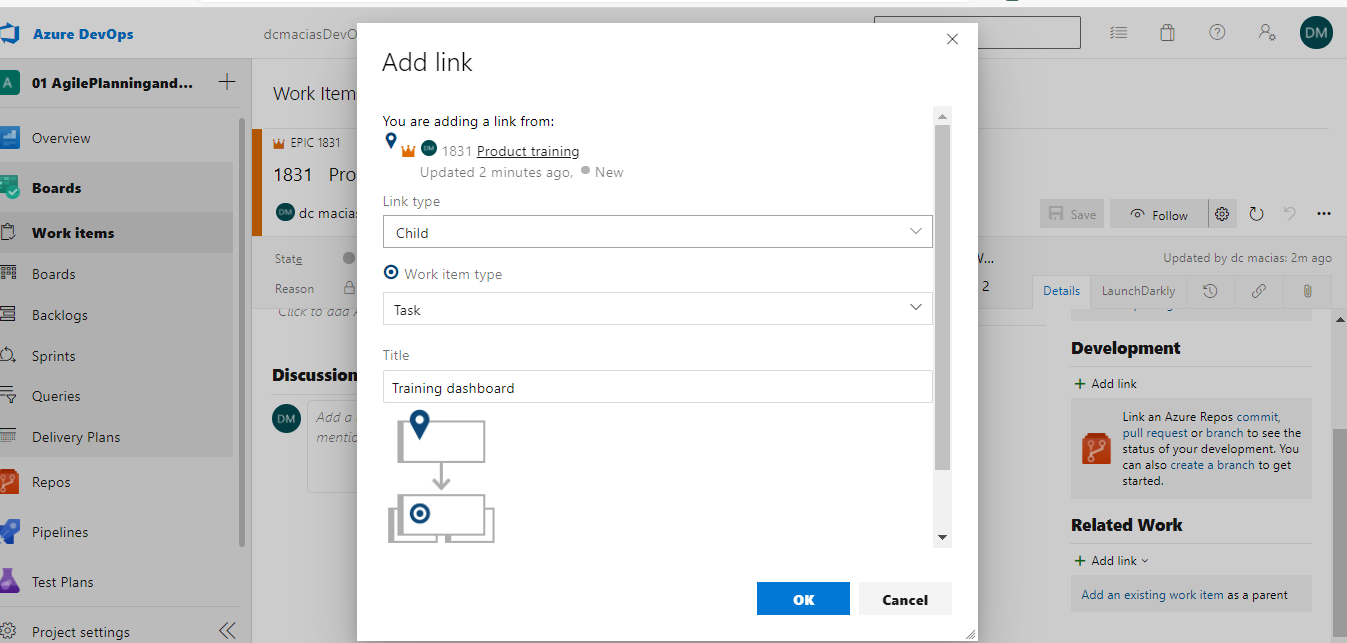 Azure DevOps
dcmaciasDevO
DM
A
01 AgilePlanningand...
Overview
Boards
Work items
Boards
Backlogs
Sprints
Queries
Delivery Plans
Repos
Pipelines
Test Plans
Project settings
Work Item
EPIC 1831
1831 Pro
DM dc macias
State
Reason
Click to add A
Discussion
DM
Add a
mentio
Add link
You are adding a link from:
DM 1831 Product training
Updated 2 minutes ago, New
Link type
Child
Work item type
Task
Title
Training dashboard
OK Cancel
Save Follow
W...
Updated by dc macias: 2m ago
2
Details LaunchDarkly
Development
+ Add link
Link an Azure Repos commit,
pull request or branch to see the
status of your development. You
can also create a branch to get
started.
Related Work
+ Add link
Add an existing work item as a parent